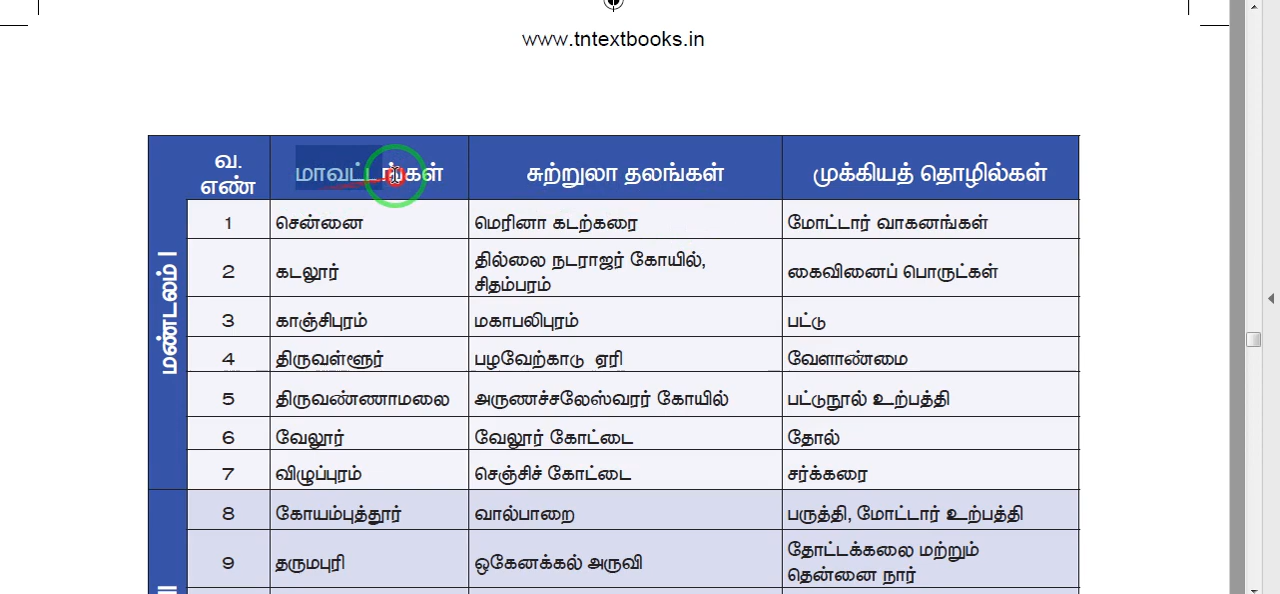 www.tntextbooks.in
வ. எண் மாவட்டங்கள் சுற்றுலா தலங்கள் முக்கியத் தொழில்கள்
மண்டலம் I
1 சென்னை மெரினா கடற்கரை மோட்டார் வாகனங்கள்
2 கடலூர் தில்லை நடராஜர் கோயில், சிதம்பரம் கைவினைப் பொருட்கள்
3 காஞ்சிபுரம் மகாபலிபுரம் பட்டு
4 திருவள்ளூர் பழவேற்காடு ஏரி வேளாண்மை
5 திருவண்ணாமலை அருணச்சலேஸ்வரர் கோயில் பட்டுநூல் உற்பத்தி
6 வேலூர் வேலூர் கோட்டை தோல்
7 விழுப்புரம் செஞ்சிச் கோட்டை சர்க்கரை
8 கோயம்புத்தூர் வால்பாறை பருத்தி, மோட்டார் உற்பத்தி
9 தருமபுரி ஒகேனக்கல் அருவி தோட்டக்கலை மற்றும் தென்னை நார்